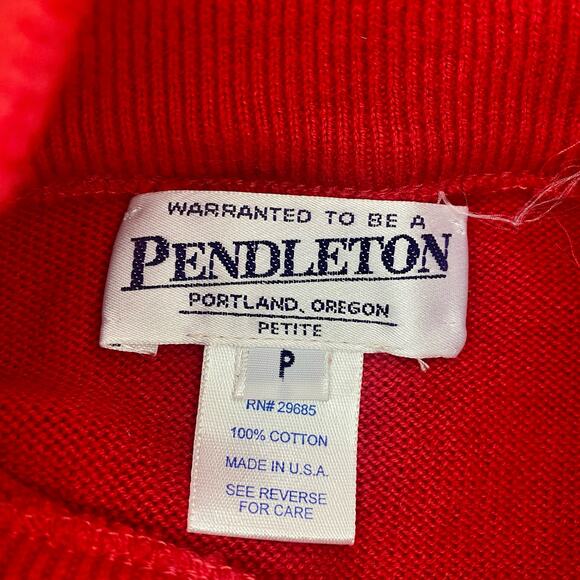 WARRANTED TO BE A
PENDLETON
PORTLAND, OREGON
PETITE
P
RN# 29685
100% COTTON
MADE IN U.S.A.
SEE REVERSE
FOR CARE